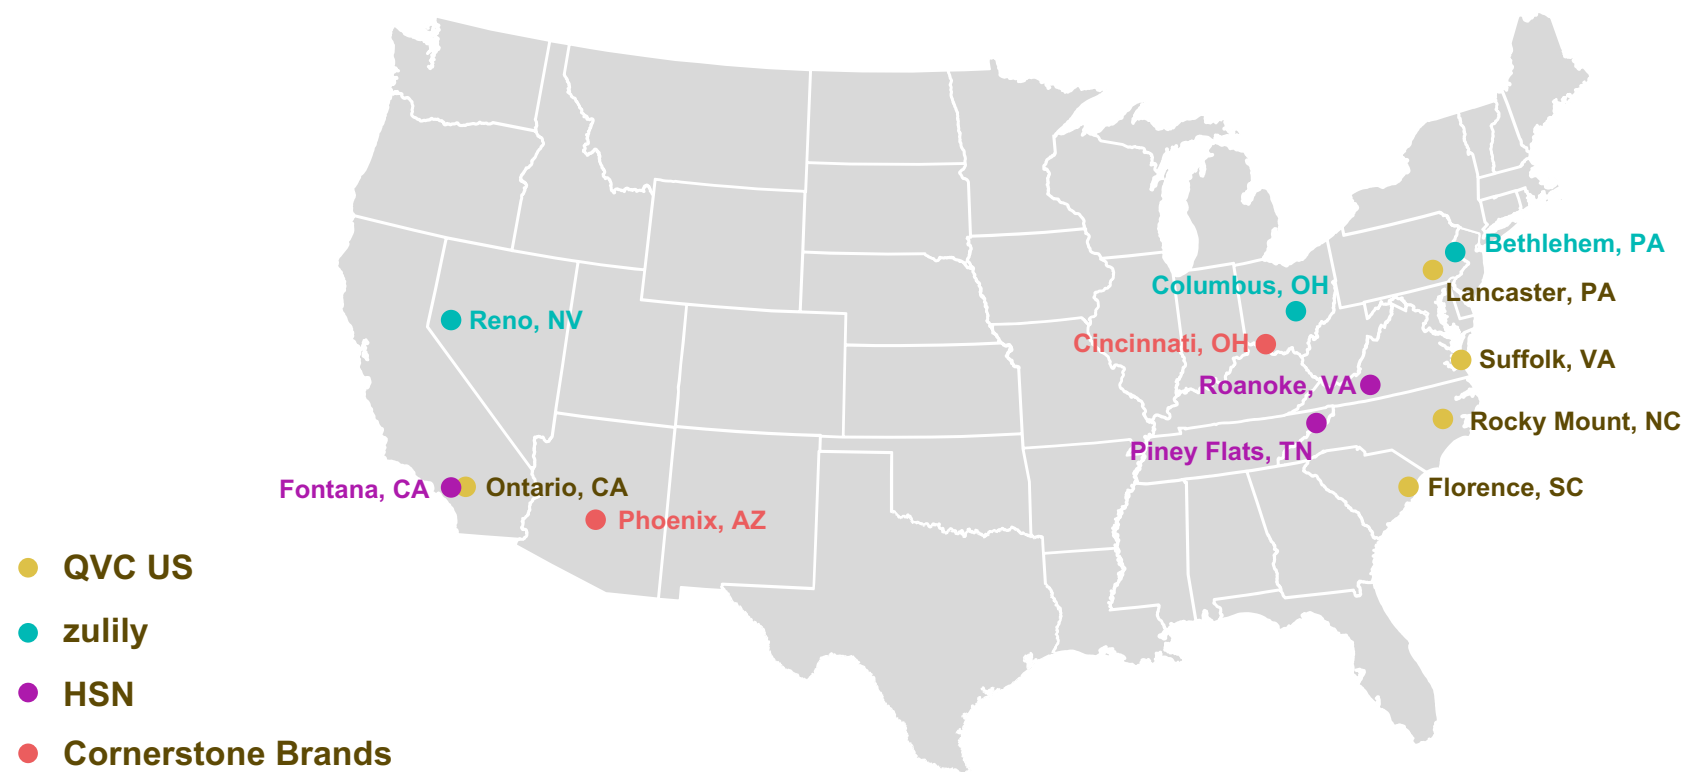 Bethlehem, PA
Columbus, OH
Lancaster, PA
Reno, NV
Cincinnati, OH
Suffolk, VA
Roanoke, VA
Rocky Mount, NC
Piney Flats, TN
Fontana, CA
Ontario, CA
Florence, SC
Phoenix, AZ
QVC US
zulily
HSN
Cornerstone Brands